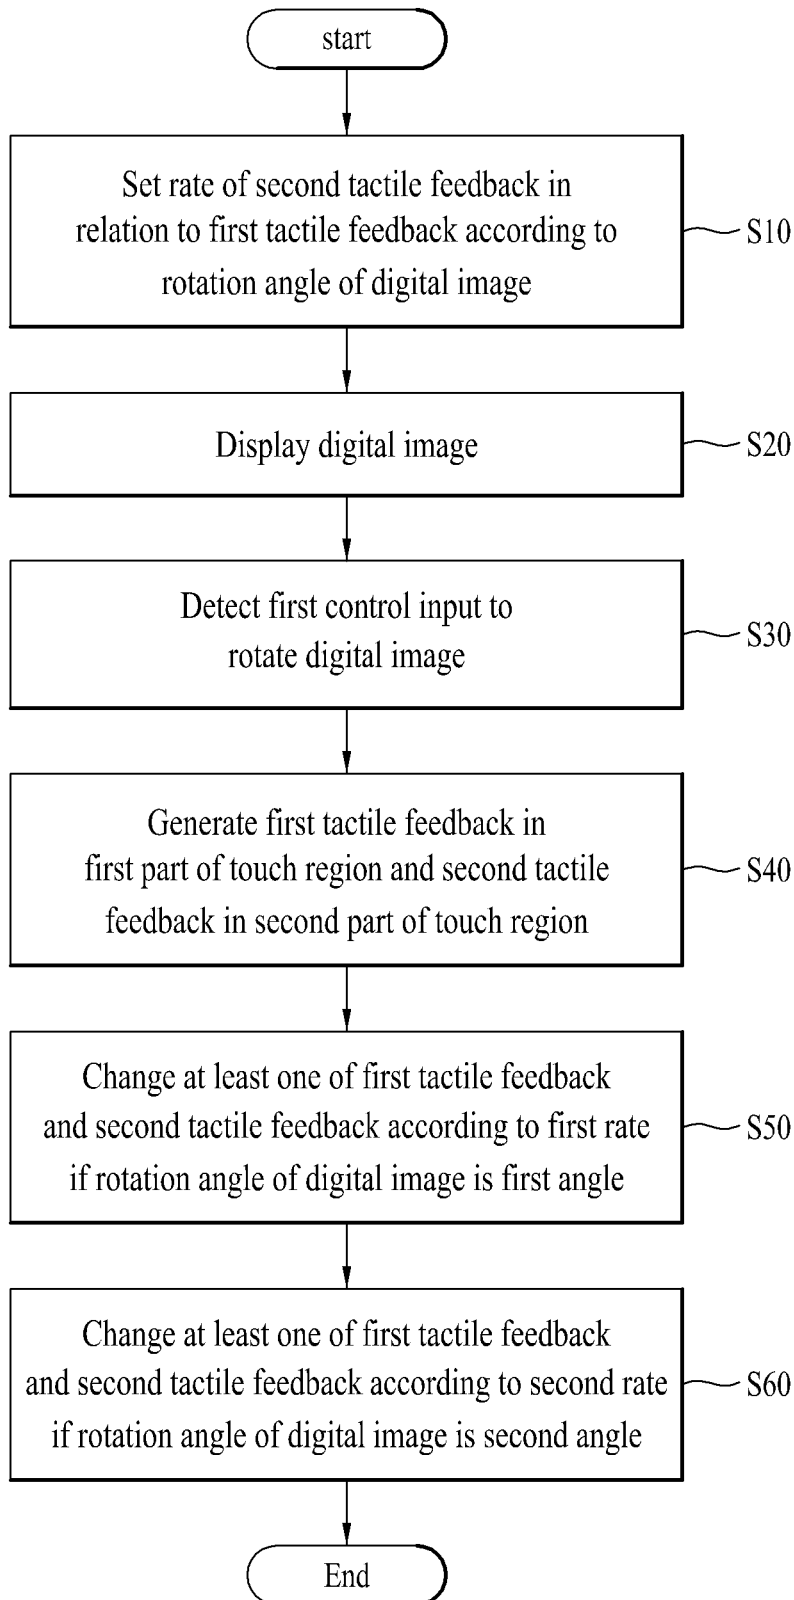 start
Set rate of second tactile feedback in
relation to first tactile feedback according to
rotation angle of digital image
S10
Display digital image
S20
Detect first control input to
rotate digital image
S30
Generate first tactile feedback in
first part of touch region and second tactile
feedback in second part of touch region
S40
Change at least one of first tactile feedback
and second tactile feedback according to first rate
if rotation angle of digital image is first angle
S50
Change at least one of first tactile feedback
and second tactile feedback according to second rate
if rotation angle of digital image is second angle
S60
End